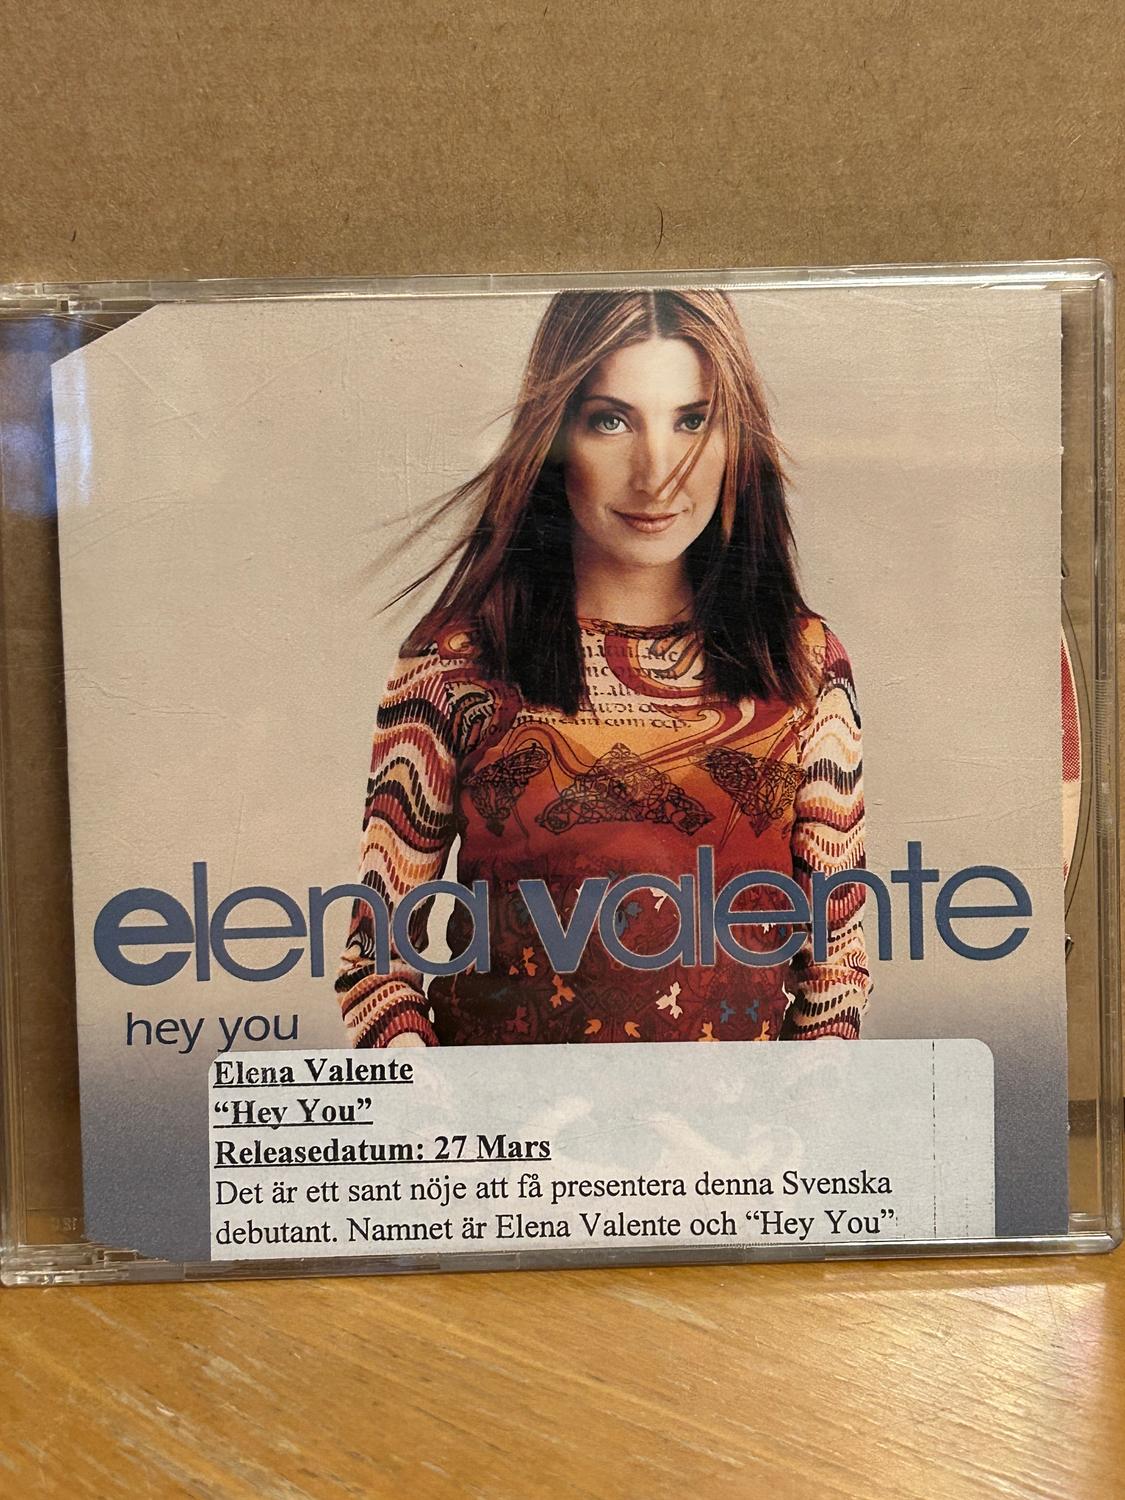 elena valente
hey you
Elena Valente
“Hey You”
Releasedatum: 27 Mars
Det är ett sant nöje att få presentera denna Svenska
debutant. Namnet är Elena Valente och “Hey You”